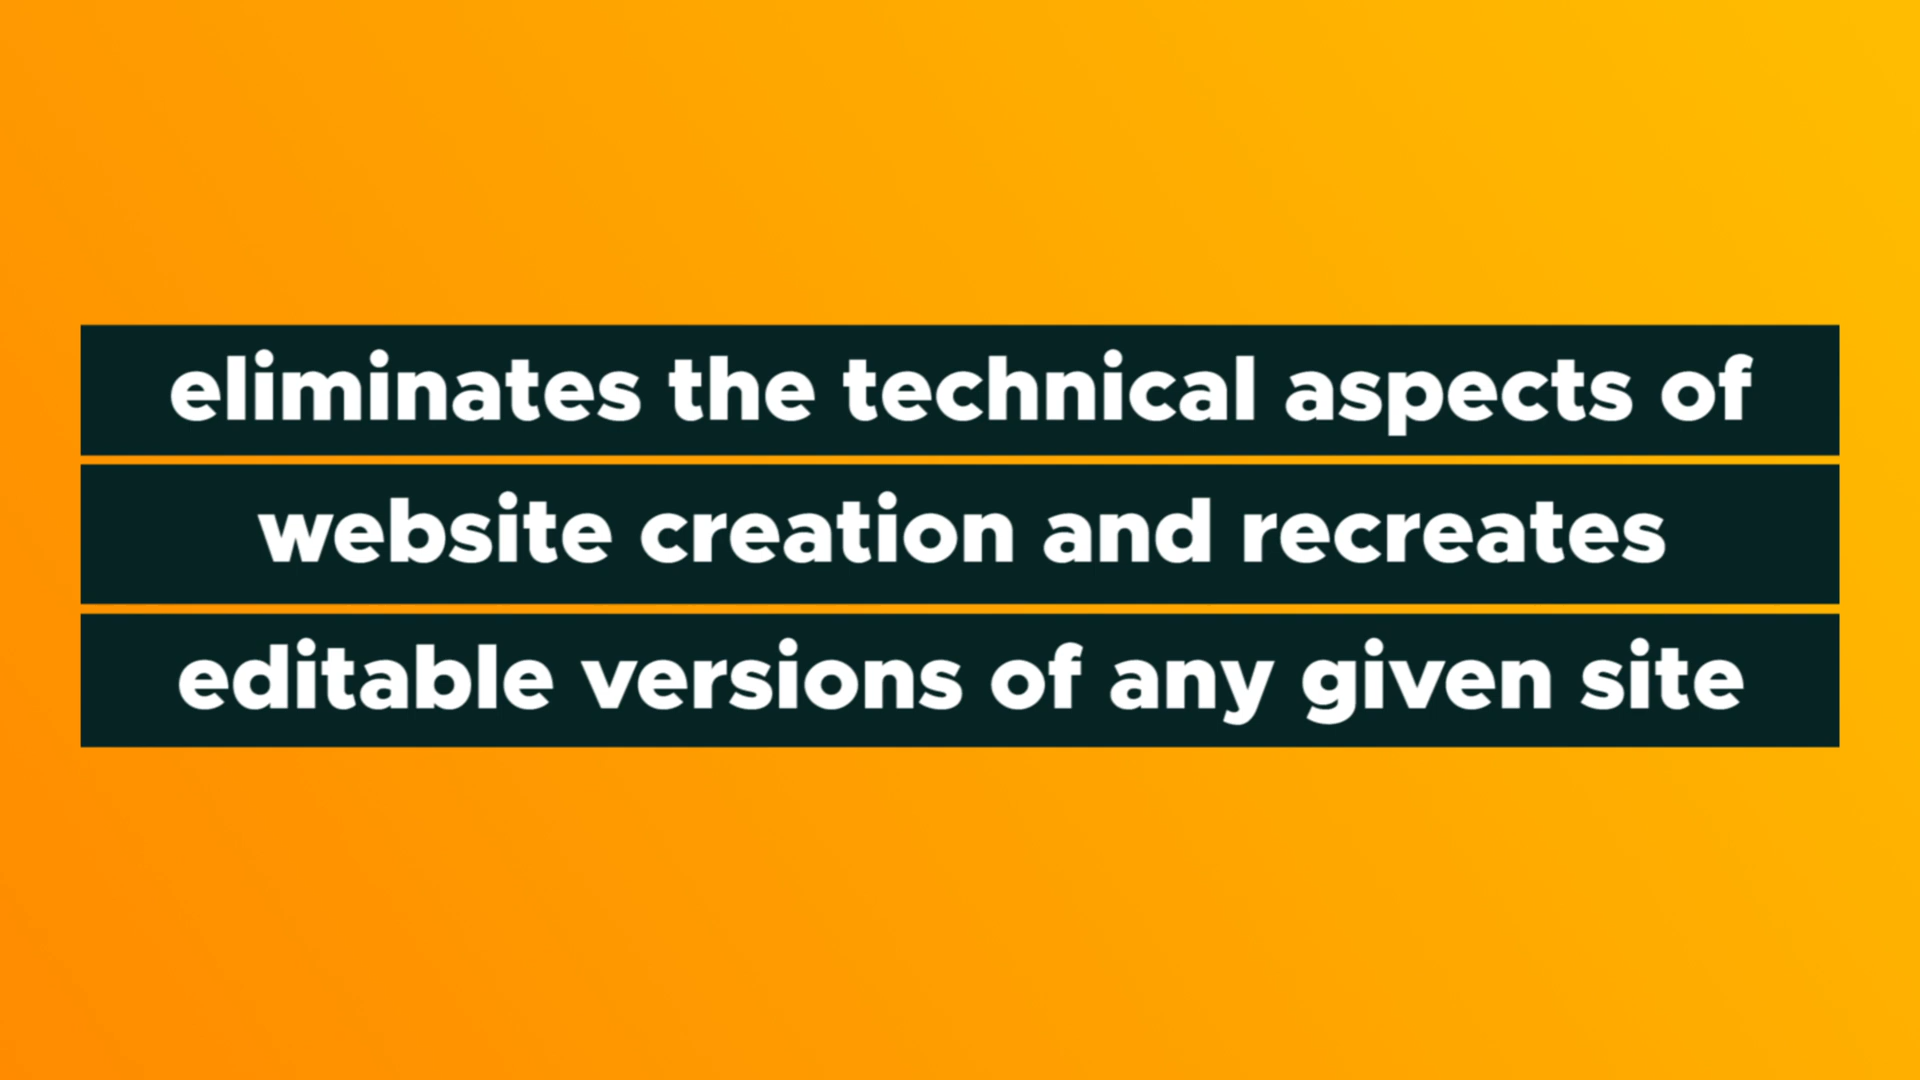 eliminates the technical aspects of
website creation and recreates
editable versions of any given site